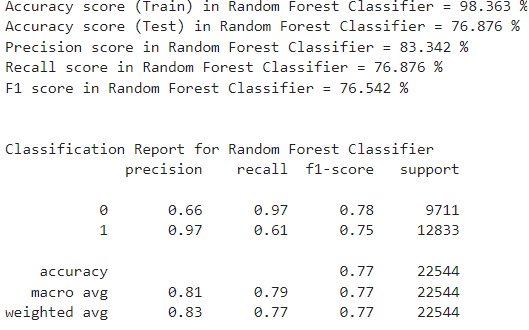 Accuracy score (Train) in Random Forest Classifier = 98.363 %
Accuracy score (Test) in Random Forest Classifier = 76.876 %
Precision score in Random Forest Classifier = 83.342 %
Recall score in Random Forest Classifier = 76.876 %
F1 score in Random Forest Classifier = 76.542 %
Classification Report for Random Forest Classifier
precision recall f1-score support
0 0.66 0.97 0.78 9711
1 0.97 0.61 0.75 12833
accuracy 0.77 22544
macro avg 0.81 0.79 0.77 22544
weighted avg 0.83 0.77 0.77 22544